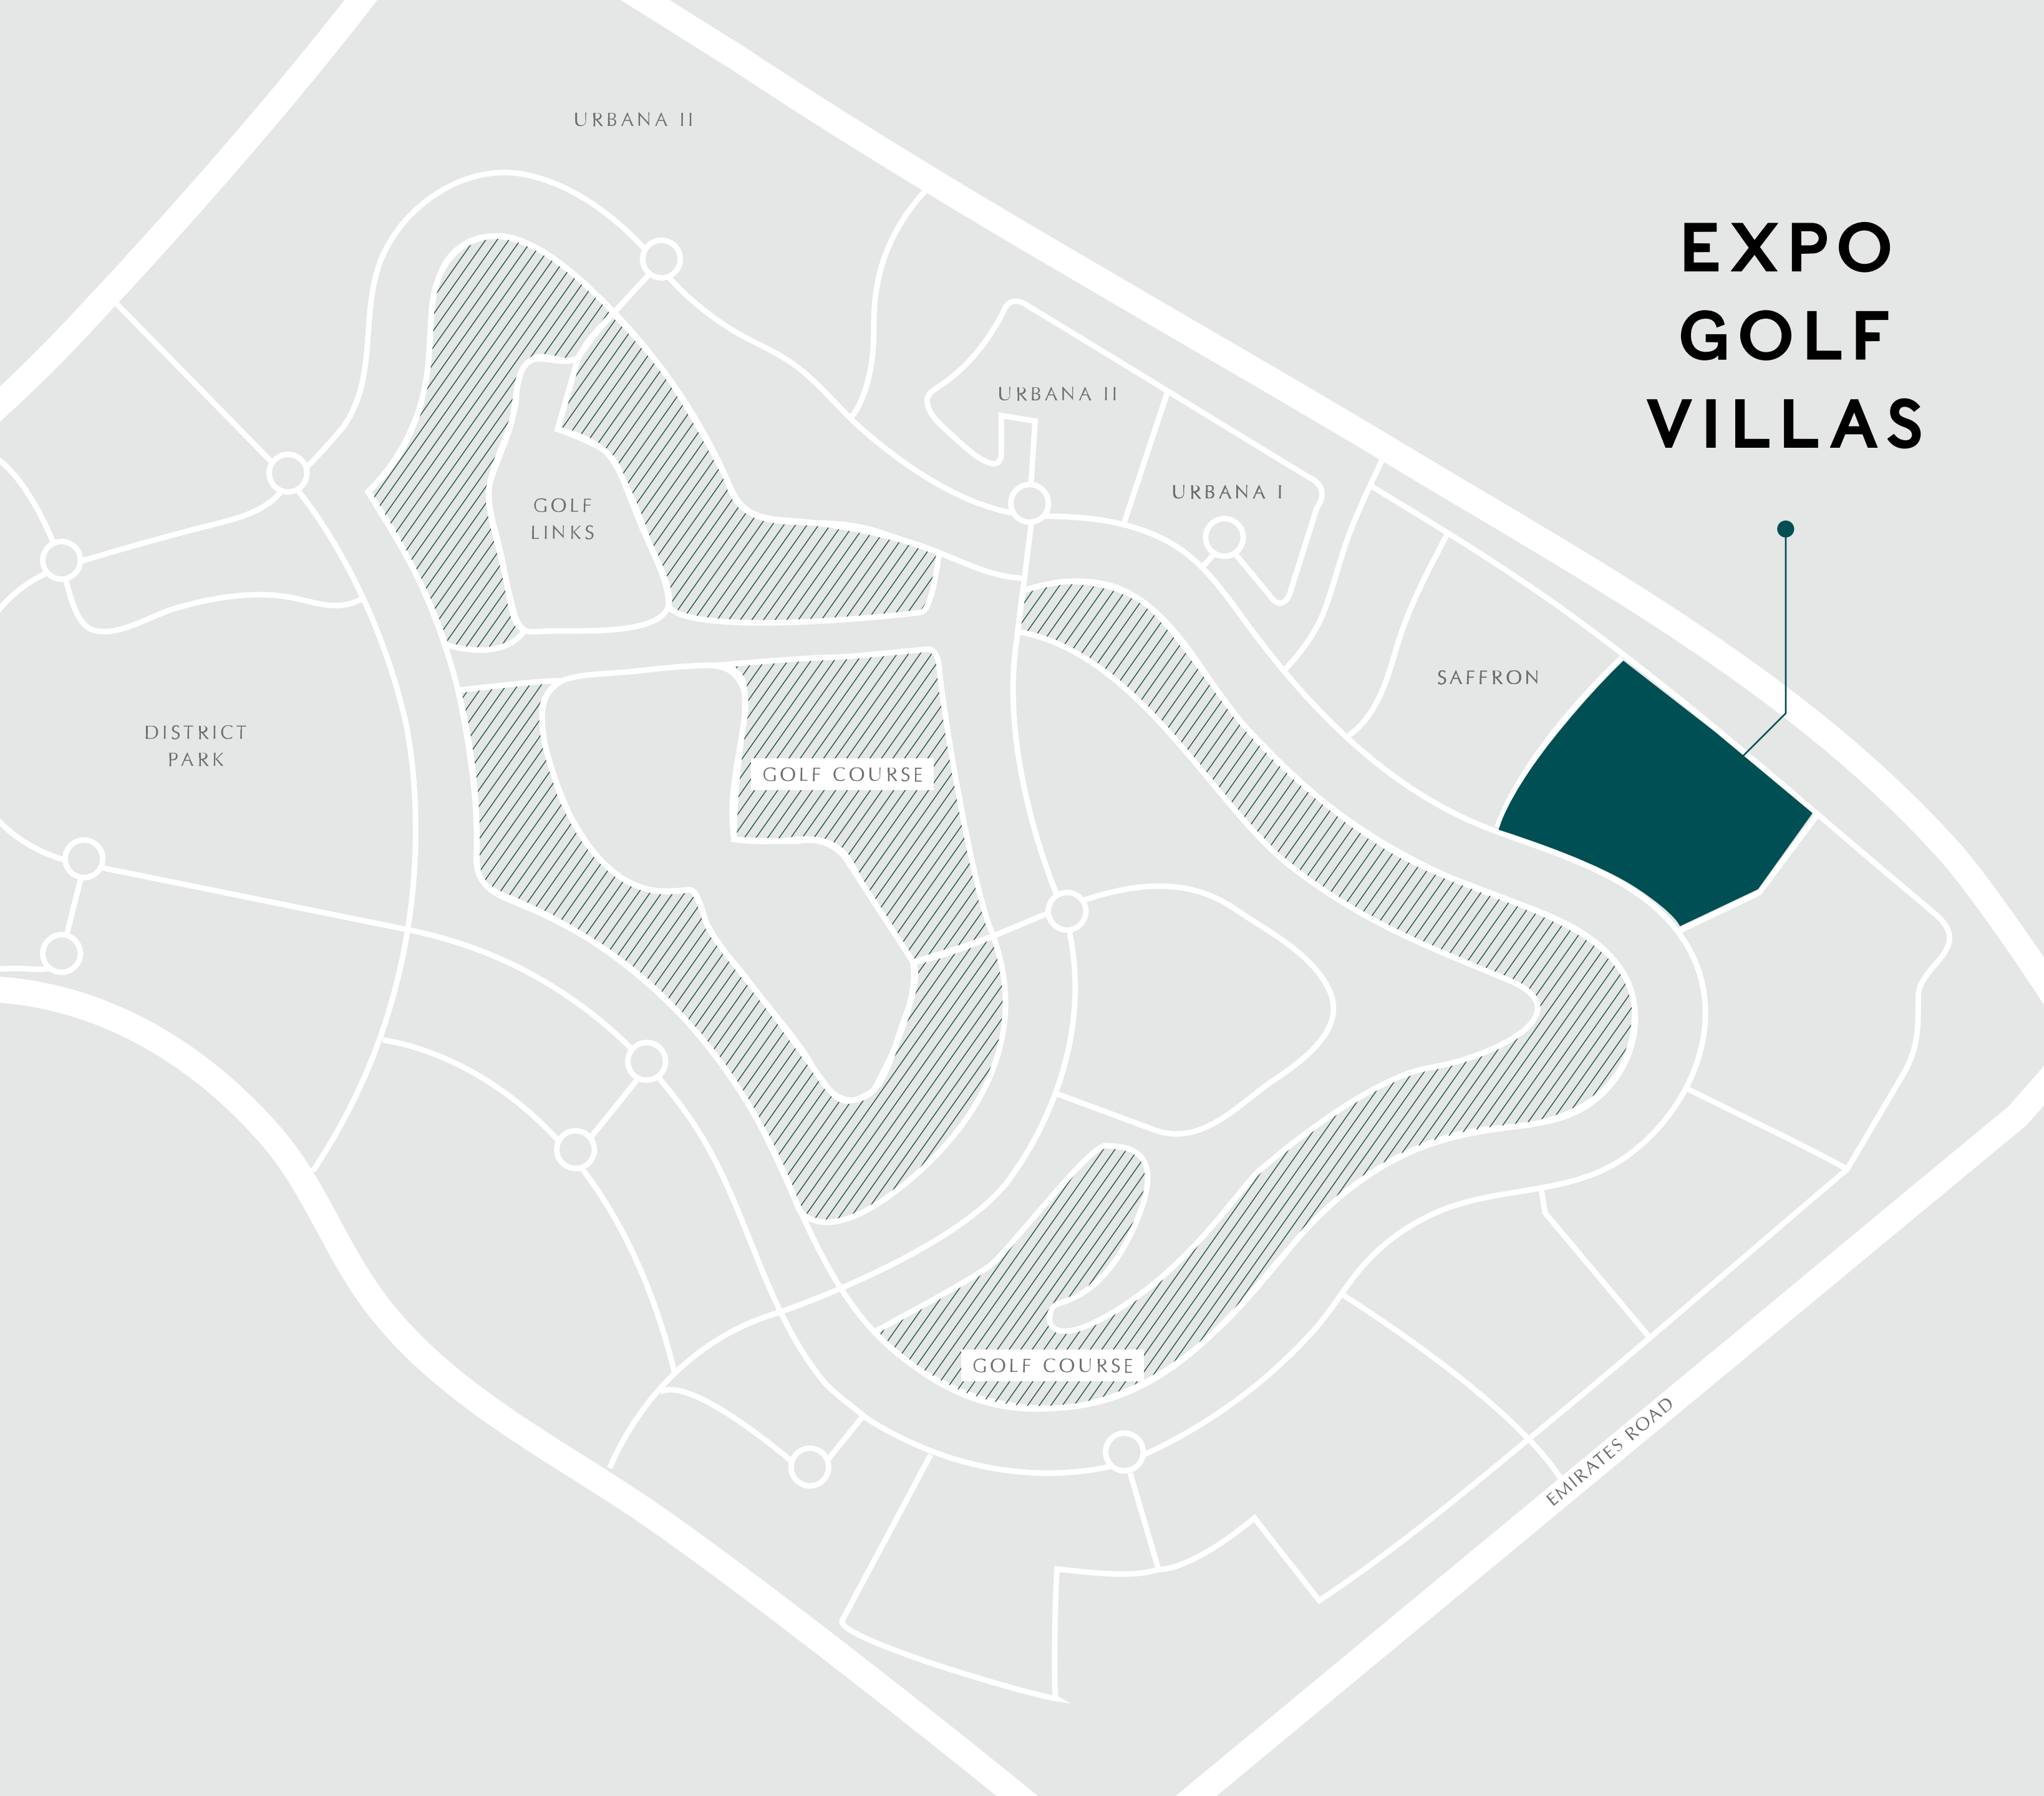 URBANA II
EXPO
GOLF
VILLAS
URBANA II
URBANA I
GOLF
LINKS
SAFFRON
DISTRICT
PARK
GOLF COURSE
GOLF COURSE
EMIRATES ROAD